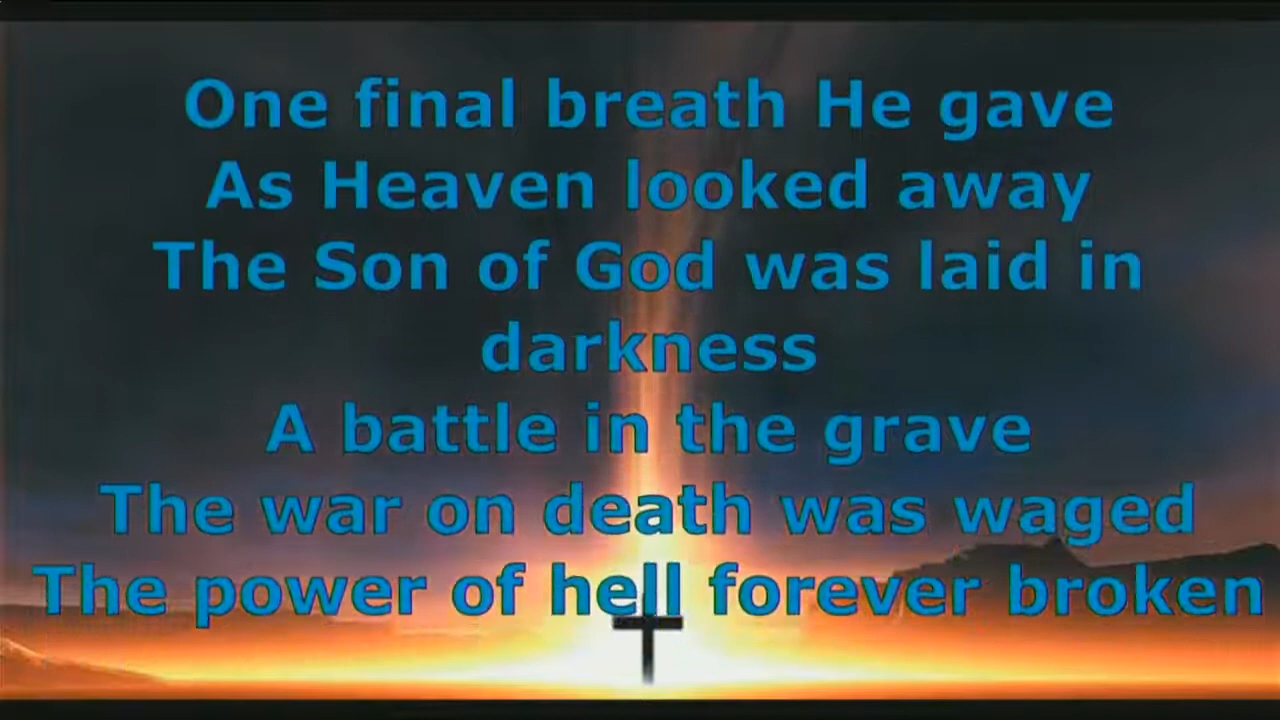 One final breath He gave
As Heaven looked away
The Son of God was laid in
darkness
A battle in the grave
The war on death was waged
The power of hell forever broken